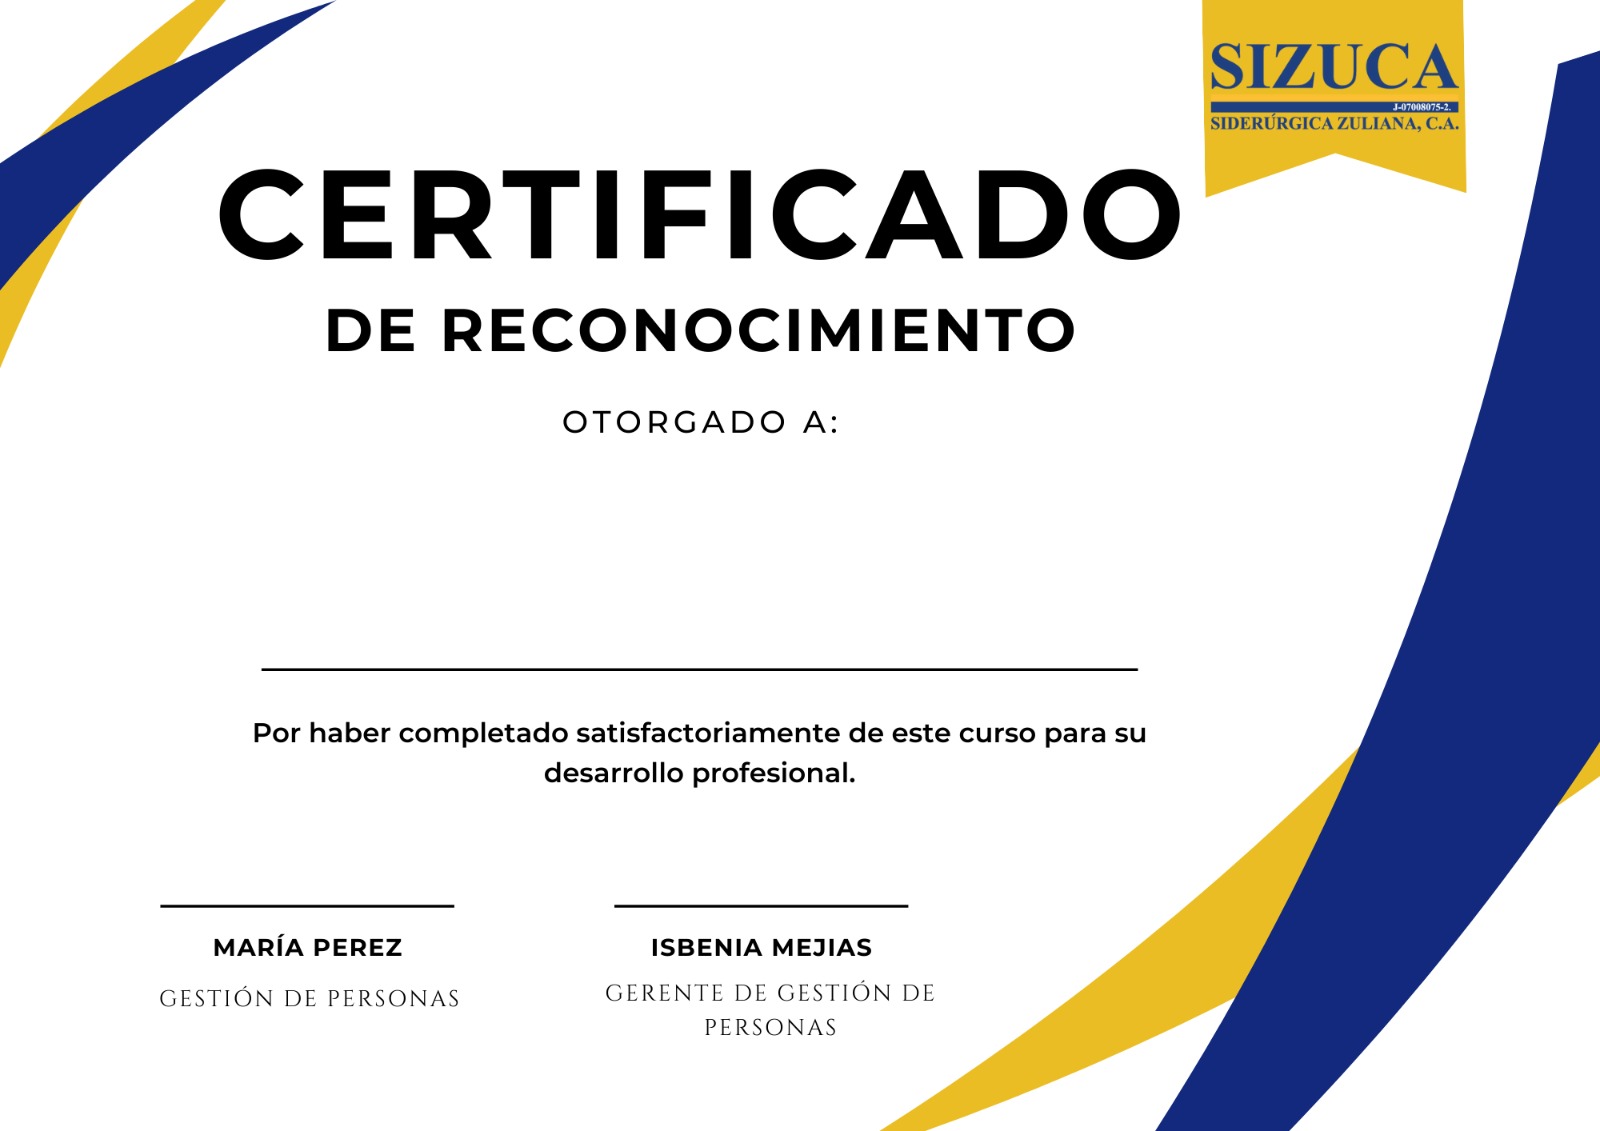 SIZUCA
J-07008075-2.
SIDERÚRGICA ZULIANA, C.A.
CERTIFICADO
DE RECONOCIMIENTO
OTORGADO A:
Por haber completado satisfactoriamente de este curso para su
desarrollo profesional.
MARÍA PEREZ
GESTIÓN DE PERSONAS
ISBENIA MEJIAS
GERENTE DE GESTIÓN DE
PERSONAS